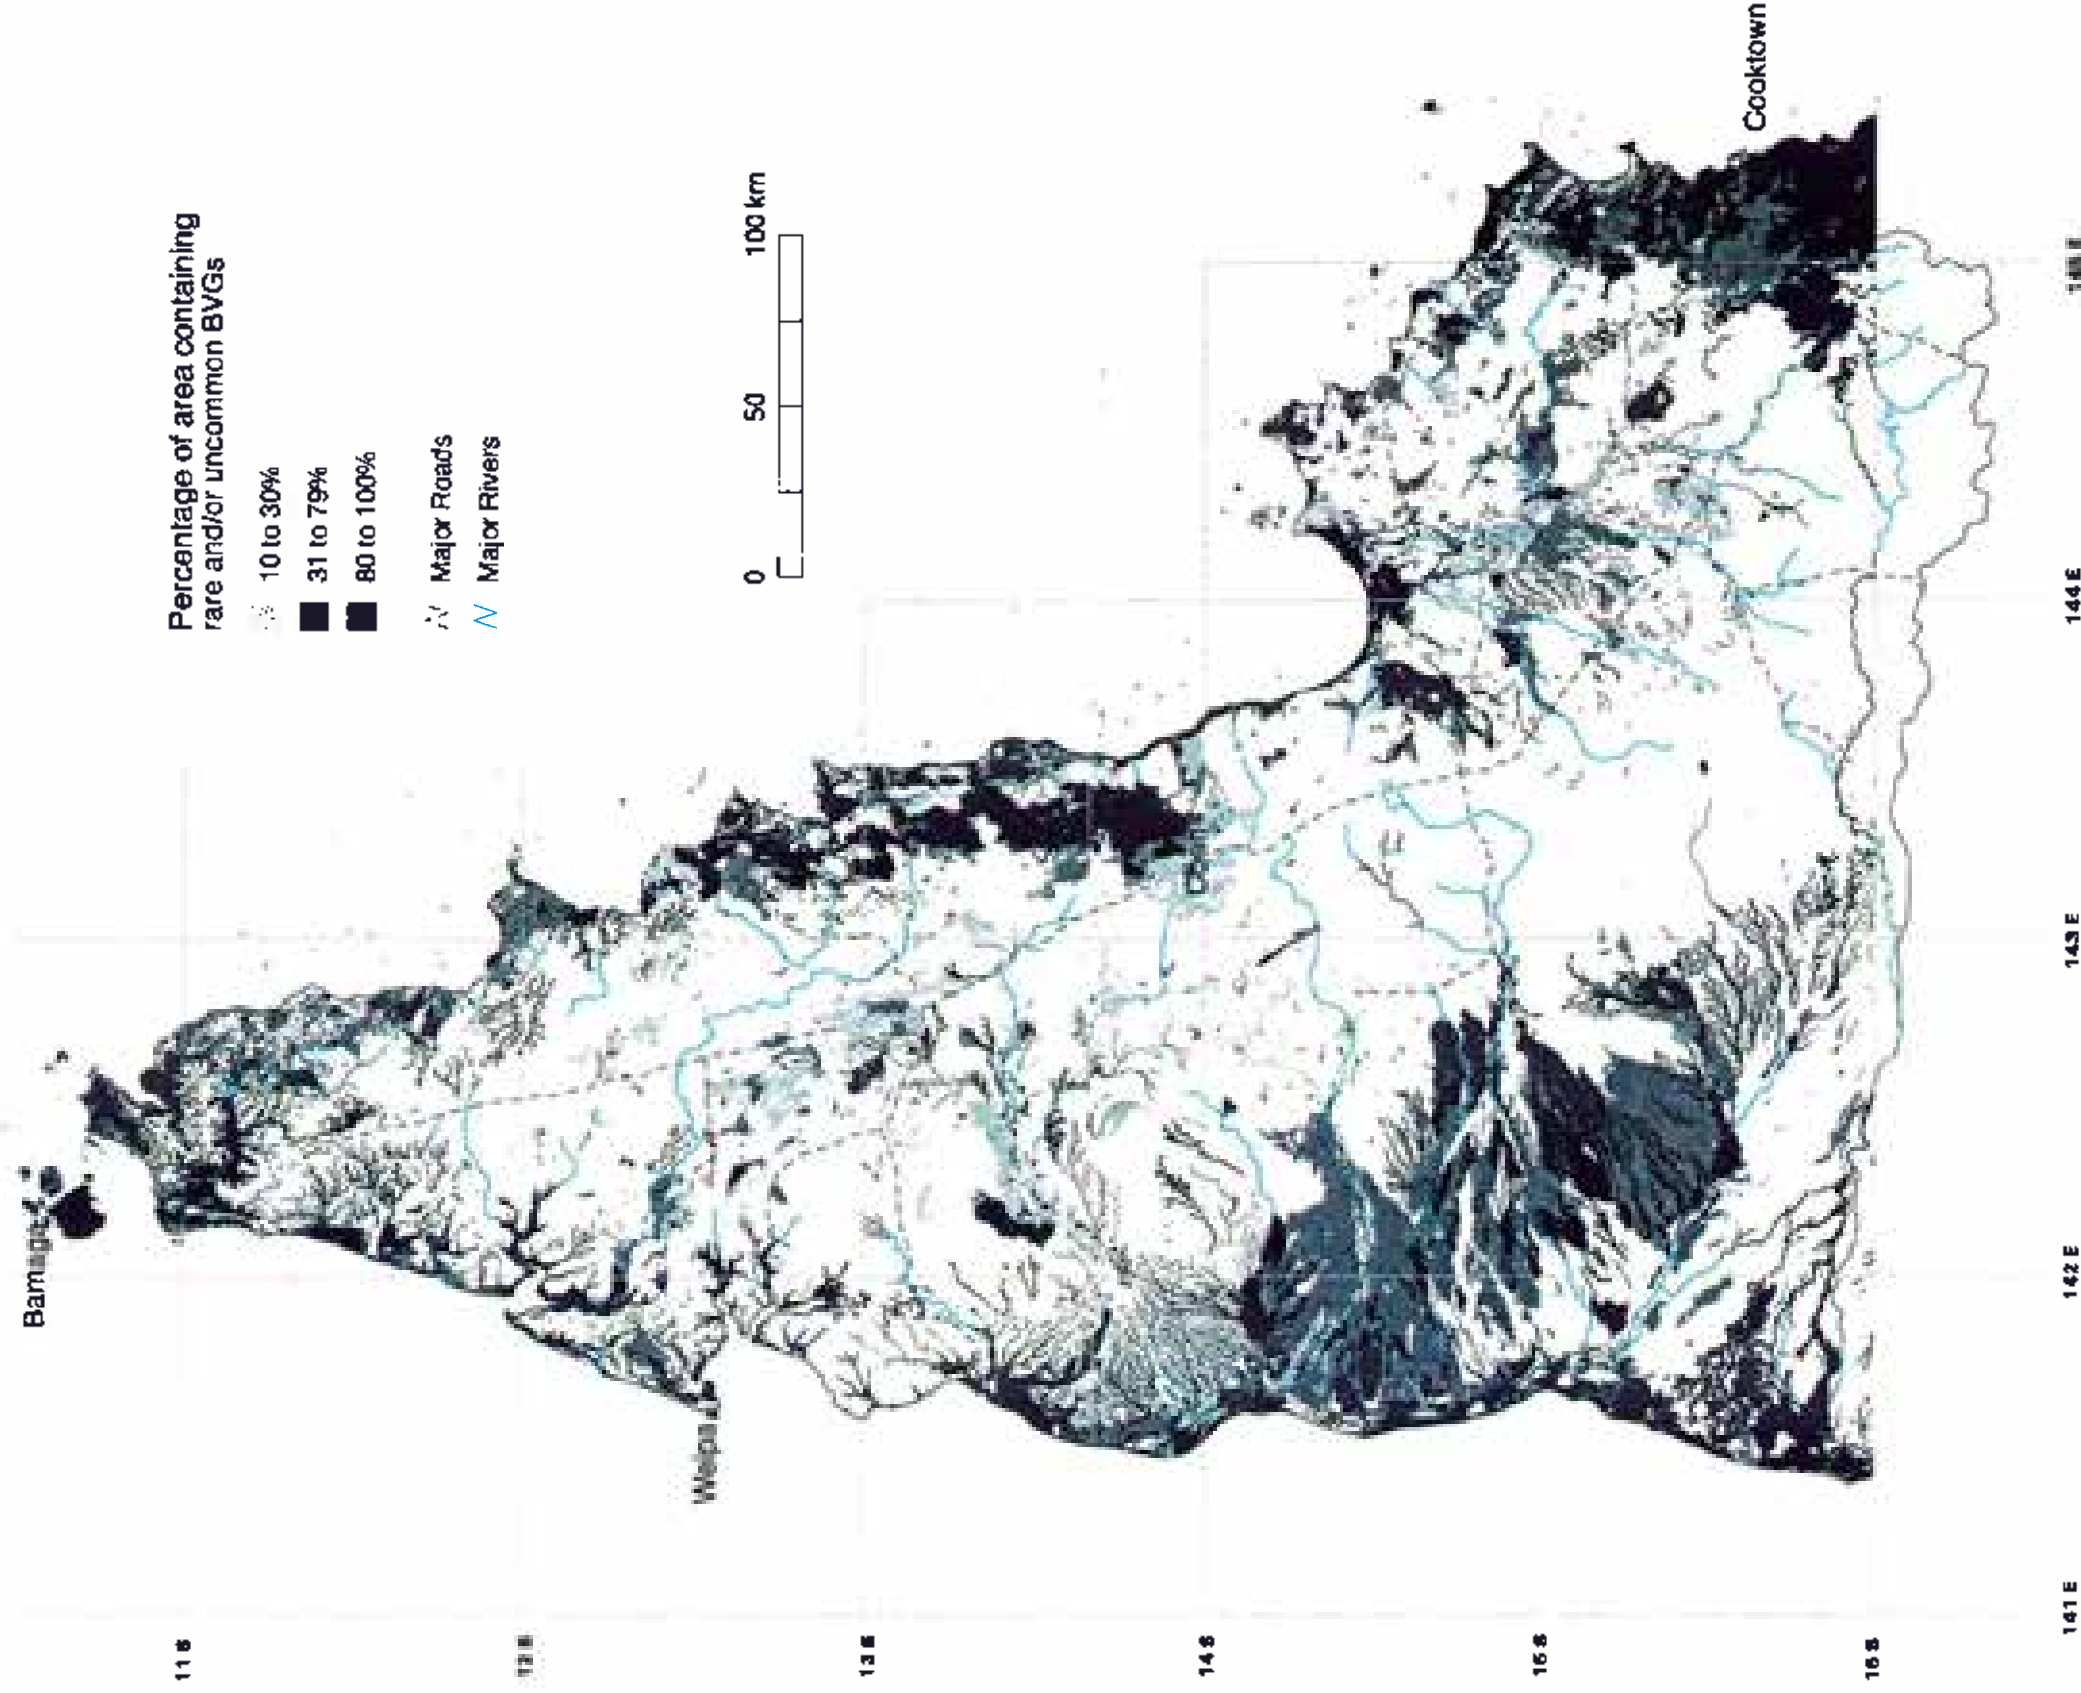 Bamaga
Percentage of area containing
rare and/or uncommon BVGs
10 to 30%
31 to 79%
80 to 100%
Major Roads
Major Rivers
0 50 100 km
Weipa
Cooktown
11 S
12 S
13 S
14 S
15 S
16 S
141 E
142 E
143 E
144 E
145 E